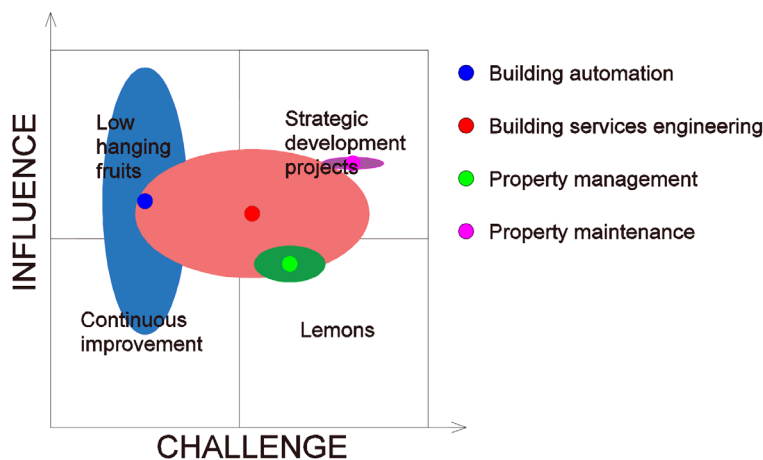 INFLUENCE
Low
hanging
fruits
Strategic
development
projects
Continuous
improvement
Lemons
CHALLENGE
Building automation
Building services engineering
Property management
Property maintenance